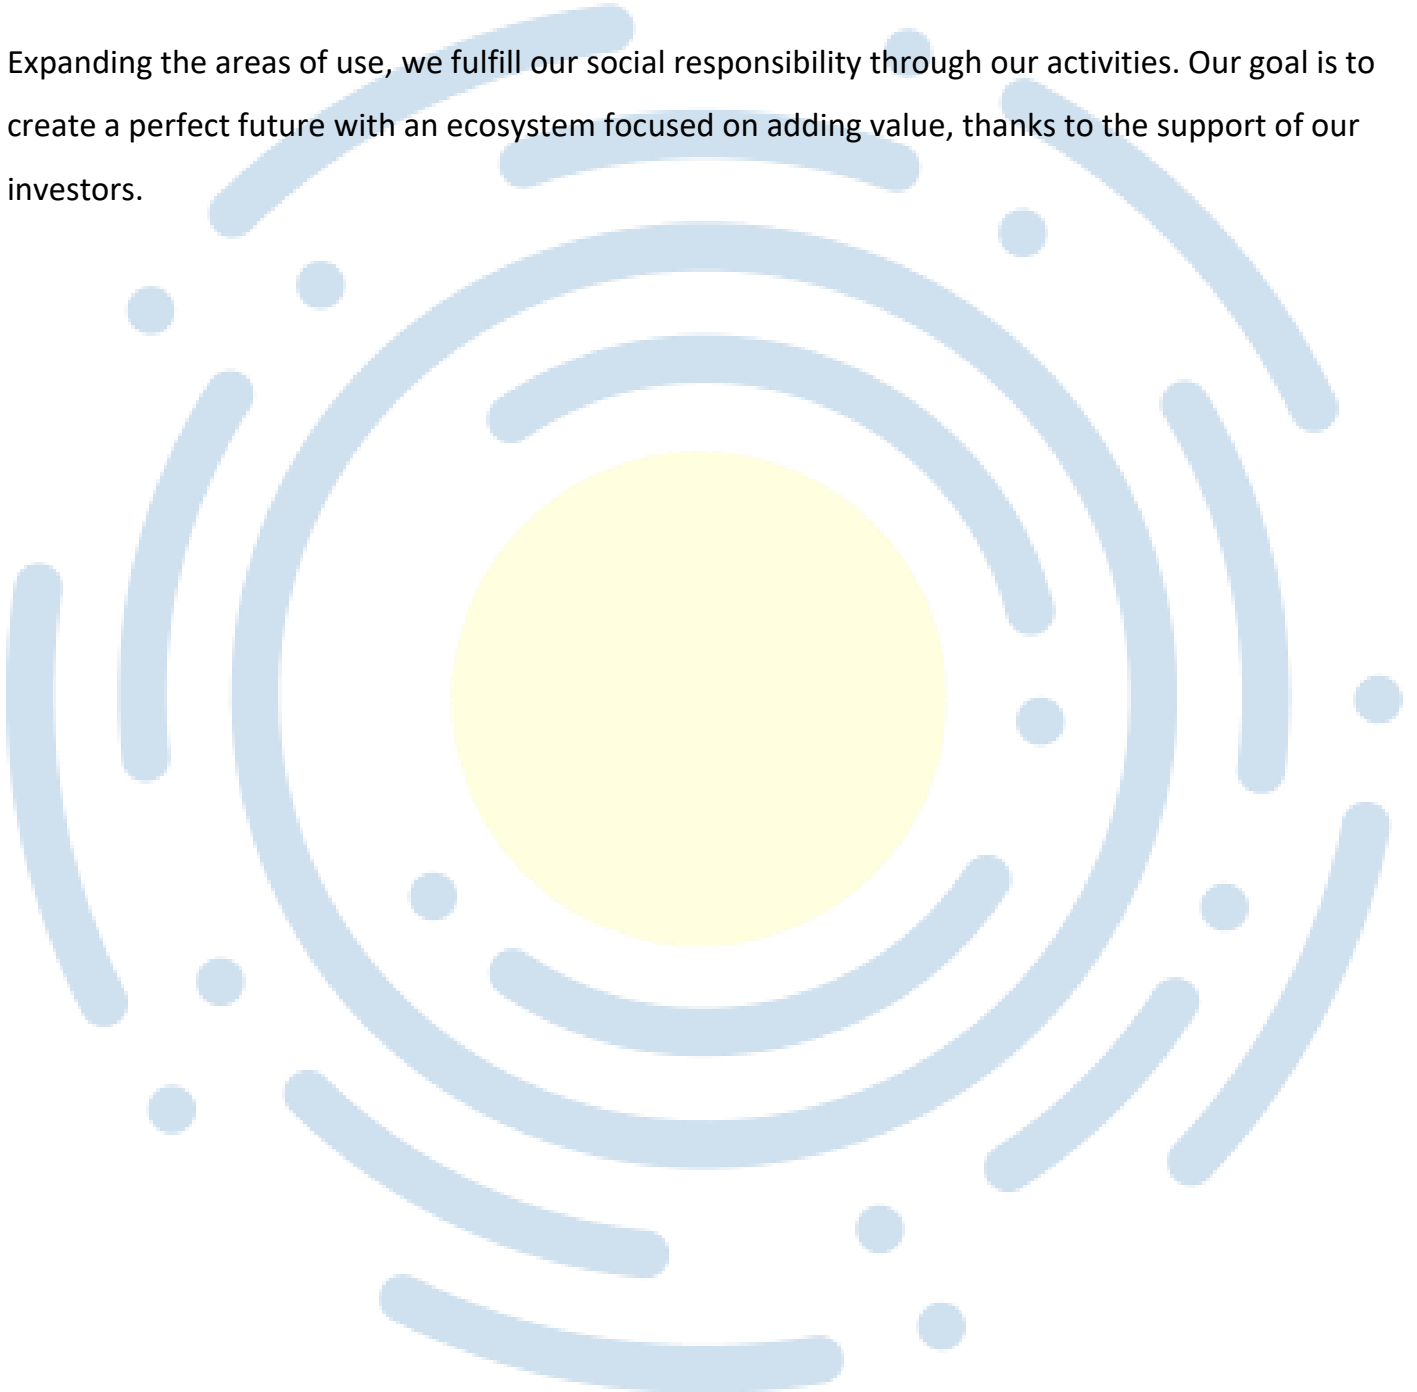 Expanding the areas of use, we fulfill our social responsibility through our activities. Our goal is to
create a perfect future with an ecosystem focused on adding value, thanks to the support of our
investors.